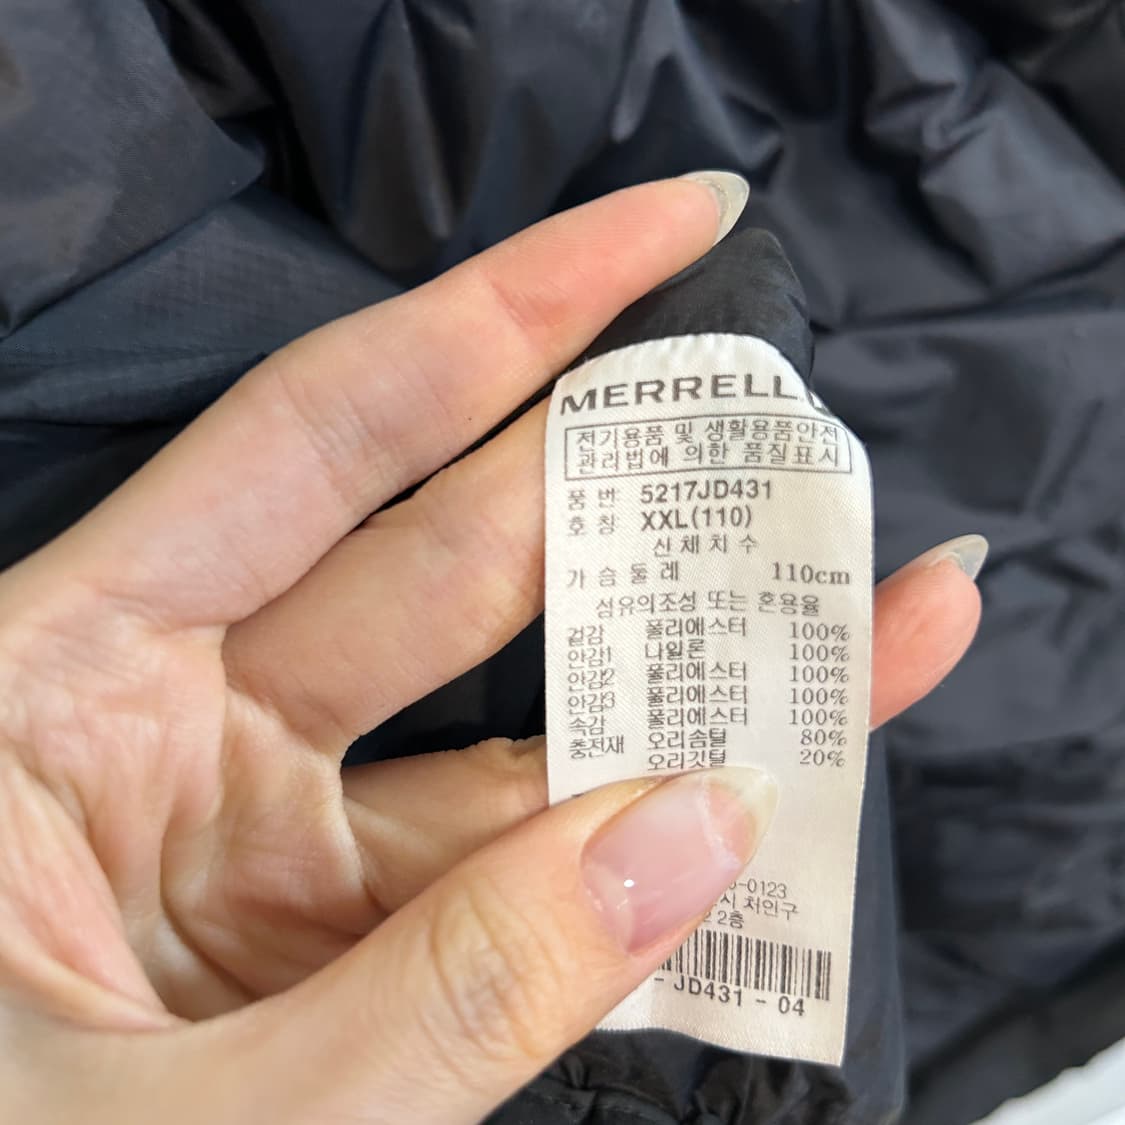 MERRELL
전기용품 및 생활용품안전
관리법에 의한 품질표시
품 번 5217JD431
호 칭 XXL(110)
신체치수
가슴둘레 110cm
섬유의조성 또는 혼용율
겉감 폴리에스터 100%
안감1 나일론 100%
안감2 폴리에스터 100%
안감3 폴리에스터 100%
속감 폴리에스터 100%
충전재 오리솜털 80%
오리깃털 20%
-0123
시 처인구
2층
- JD431 - 04